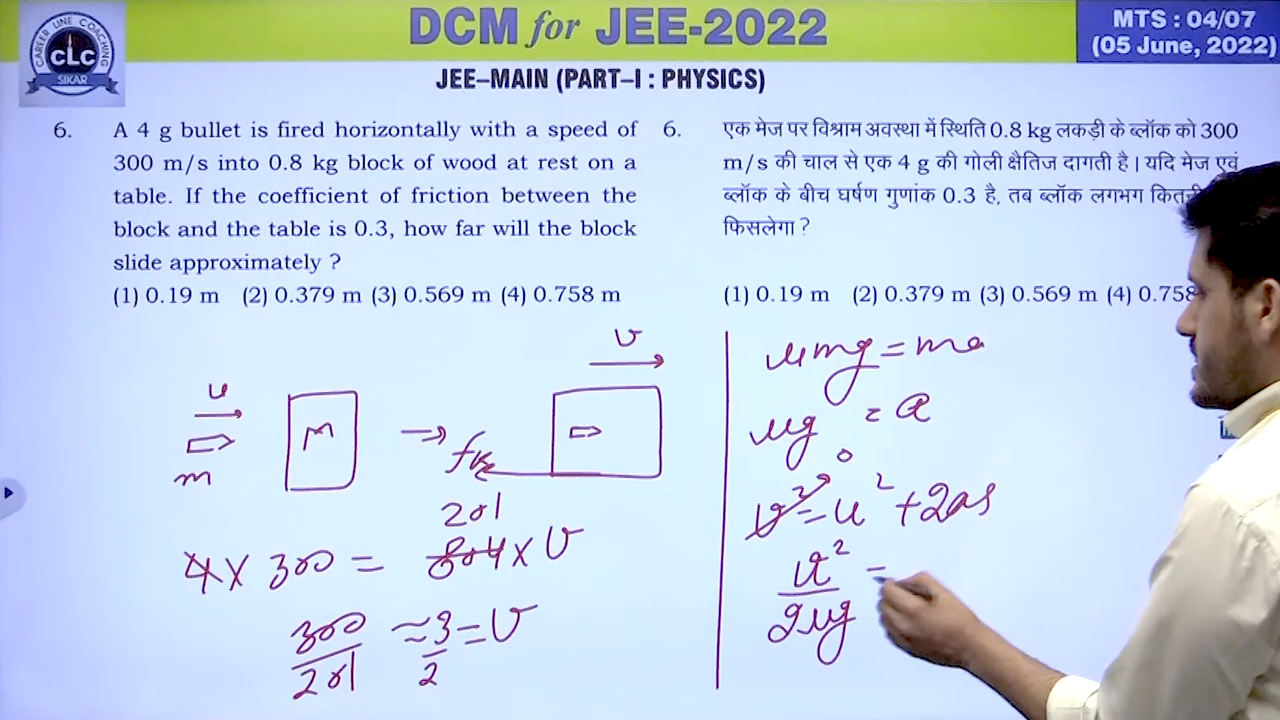 CAREER LINE COACHING
CLC
SIKAR
DCM for JEE-2022
MTS : 04/07
(05 June, 2022)
JEE–MAIN (PART–I : PHYSICS)
6. A 4 g bullet is fired horizontally with a speed of
300 m/s into 0.8 kg block of wood at rest on a
table. If the coefficient of friction between the
block and the table is 0.3, how far will the block
slide approximately ?
(1) 0.19 m (2) 0.379 m (3) 0.569 m (4) 0.758 m
6. एक मेज पर विश्राम अवस्था में स्थिति 0.8 kg लकड़ी के ब्लॉक को 300
m/s की चाल से एक 4 g की गोली क्षैतिज दागती है। यदि मेज एवं
ब्लॉक के बीच घर्षण गुणांक 0.3 है, तब ब्लॉक लगभग
फिसलेगा ?
(1) 0.19 m (2) 0.379 m (3) 0.569 m (4) 0.758
u
m
M
v
fk
201
4 x 300 = 804 x v
300/201 ≈ 3/2 = v
μmg = ma
μg = a
0
v² = u² + 2as
u²/2μg =